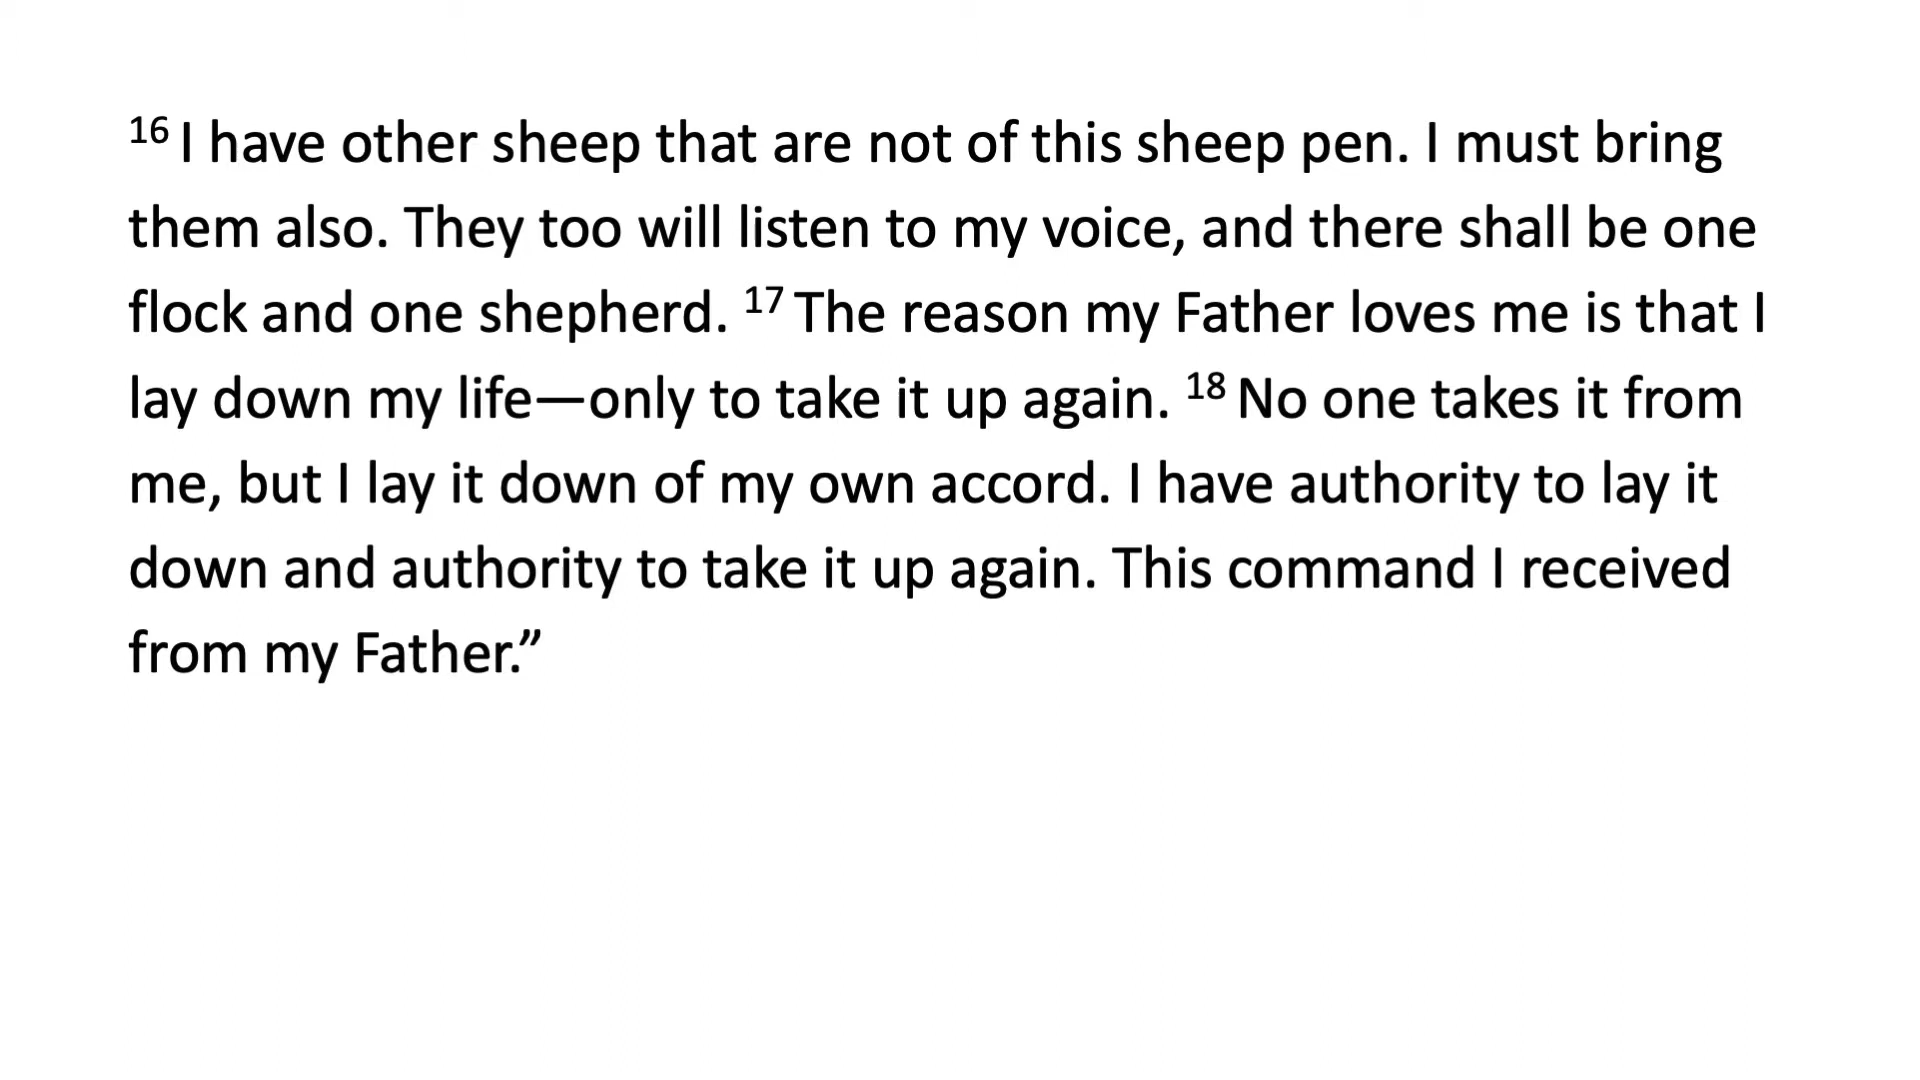 16 I have other sheep that are not of this sheep pen. I must bring
them also. They too will listen to my voice, and there shall be one
flock and one shepherd. 17 The reason my Father loves me is that I
lay down my life—only to take it up again. 18 No one takes it from
me, but I lay it down of my own accord. I have authority to lay it
down and authority to take it up again. This command I received
from my Father.”